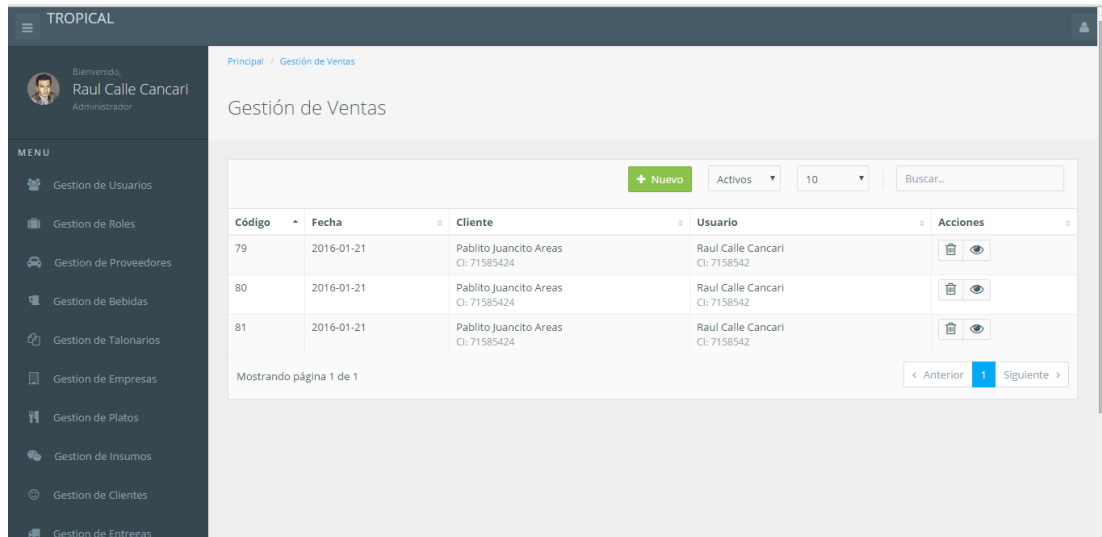 TROPICAL
Bienvenido,
Raul Calle Cancari
Administrador
MENU
Gestion de Usuarios
Gestion de Roles
Gestion de Proveedores
Gestion de Bebidas
Gestion de Talonarios
Gestion de Empresas
Gestion de Platos
Gestion de Insumos
Gestion de Clientes
Gestion de Entregas
Principal / Gestión de Ventas
Gestión de Ventas
+ Nuevo Activos 10 Buscar..
Código Fecha Cliente Usuario Acciones
79 2016-01-21 Pablito Juancito Areas Raul Calle Cancari
CI: 71585424 CI: 7158542
80 2016-01-21 Pablito Juancito Areas Raul Calle Cancari
CI: 71585424 CI: 7158542
81 2016-01-21 Pablito Juancito Areas Raul Calle Cancari
CI: 71585424 CI: 7158542
Mostrando página 1 de 1 < Anterior 1 Siguiente >